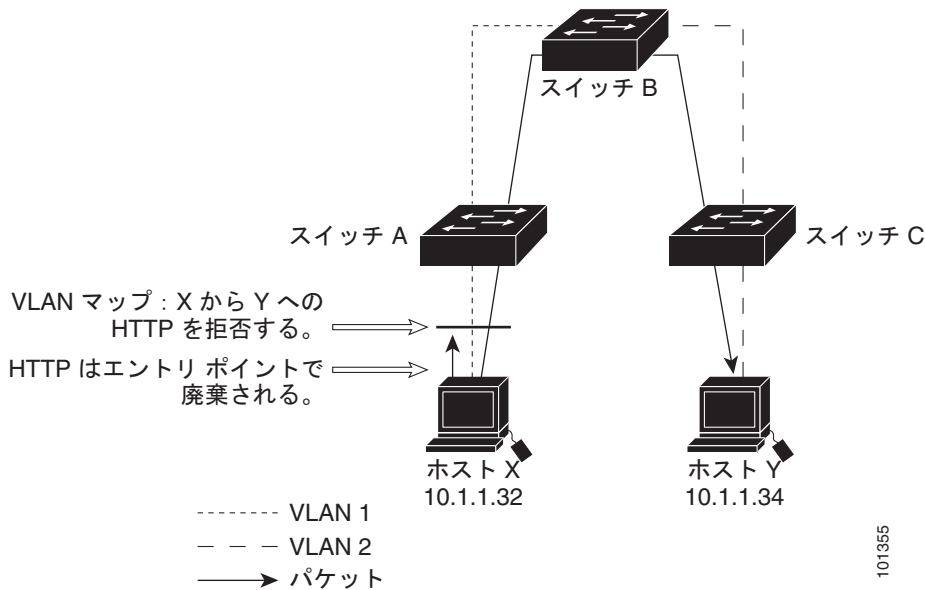 スイッチ B
スイッチ A
スイッチ C
VLAN マップ：X から Y への
HTTP を拒否する。
HTTP はエントリ ポイントで
廃棄される。
ホスト X
10.1.1.32
ホスト Y
10.1.1.34
VLAN 1
VLAN 2
パケット
101355